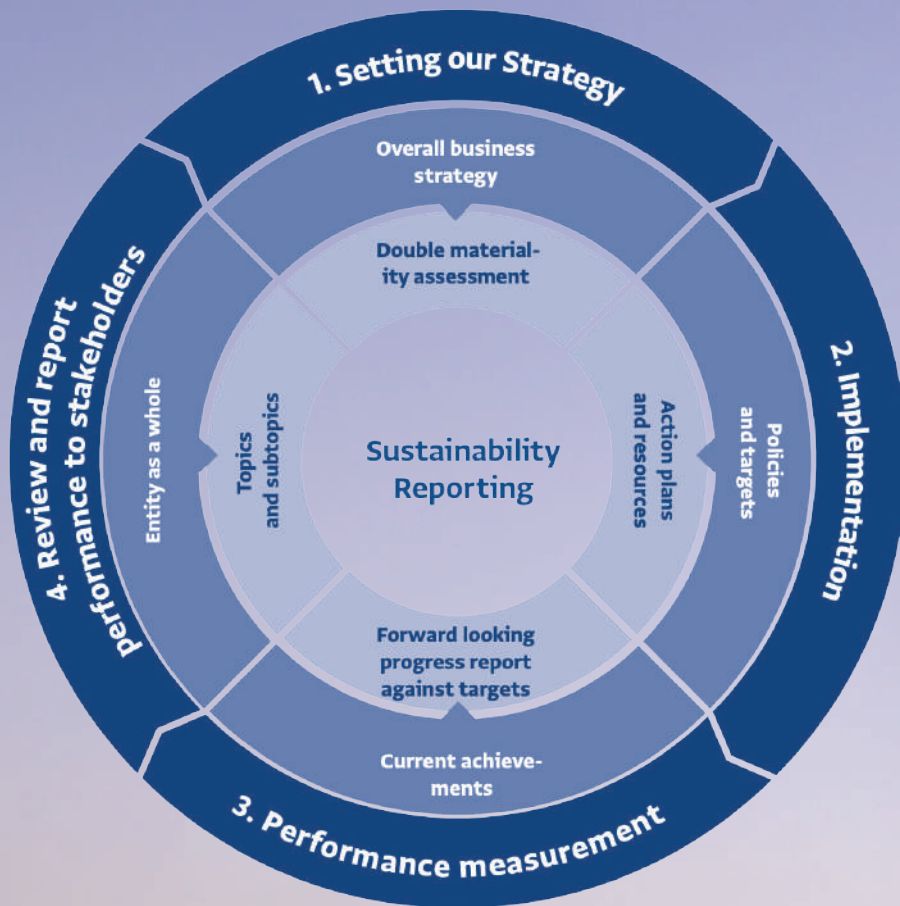 1. Setting our Strategy
Overall business
strategy
Double material-
ity assessment
2. Implementation
Policies
and targets
Action plans
and resources
3. Performance measurement
Current achieve-
ments
Forward looking
progress report
against targets
4. Review and report
performance to stakeholders
Entity as a whole
Topics
and subtopics
Sustainability
Reporting